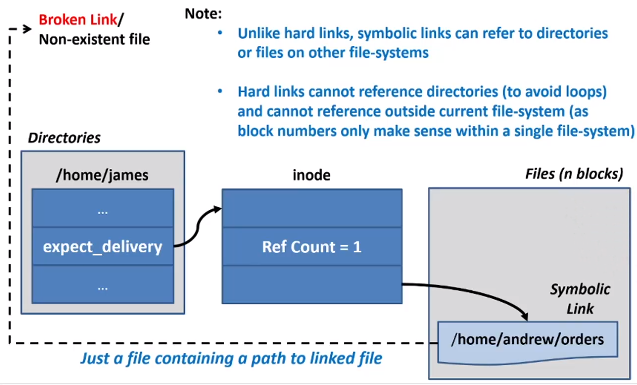 Broken Link/
Non-existent file
Note:
• Unlike hard links, symbolic links can refer to directories
or files on other file-systems
• Hard links cannot reference directories (to avoid loops)
and cannot reference outside current file-system (as
block numbers only make sense within a single file-system)
Directories
/home/james
...
expect_delivery
...
inode
Ref Count = 1
Files (n blocks)
Symbolic
Link
/home/andrew/orders
Just a file containing a path to linked file